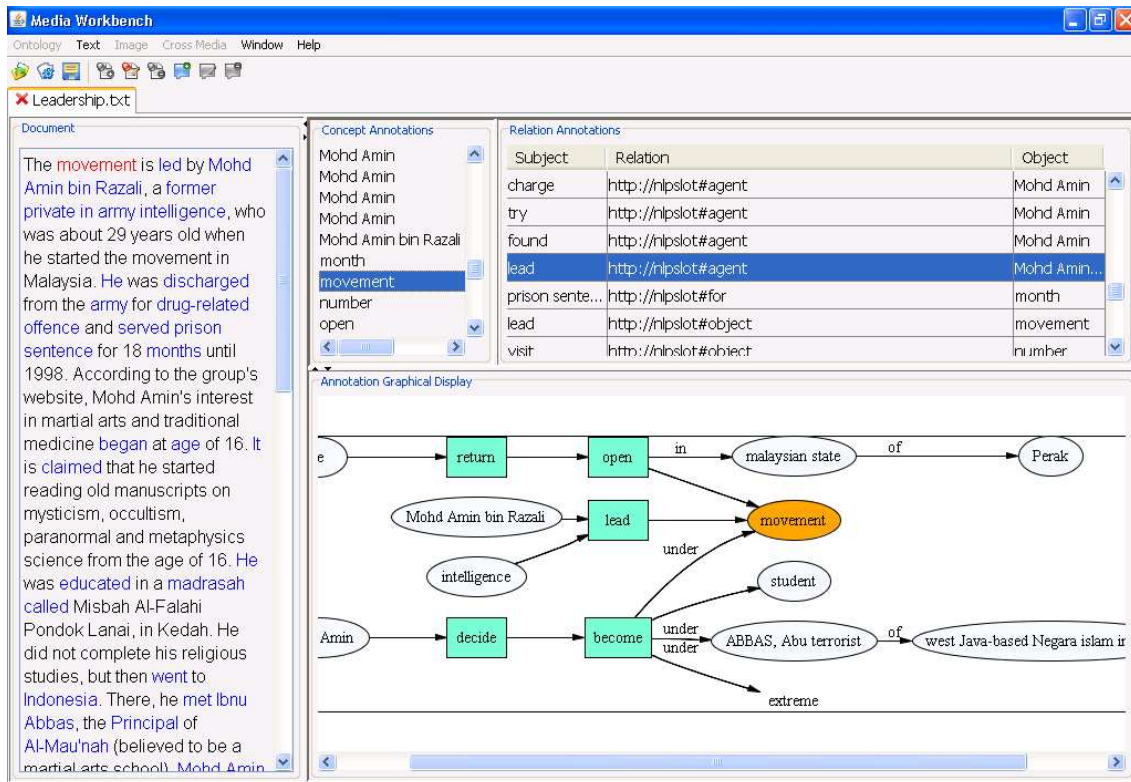 Media Workbench
Ontology Text Image Cross Media Window Help
Leadership.txt
Document
The movement is led by Mohd
Amin bin Razali, a former
private in army intelligence, who
was about 29 years old when
he started the movement in
Malaysia. He was discharged
from the army for drug-related
offence and served prison
sentence for 18 months until
1998. According to the group's
website, Mohd Amin's interest
in martial arts and traditional
medicine began at age of 16. It
is claimed that he started
reading old manuscripts on
mysticism, occultism,
paranormal and metaphysics
science from the age of 16. He
was educated in a madrasah
called Misbah Al-Falahi
Pondok Lanai, in Kedah. He
did not complete his religious
studies, but then went to
Indonesia. There, he met Ibnu
Abbas, the Principal of
Al-Mau'nah (believed to be a
martial arts school). Mohd Amin
Concept Annotations
Mohd Amin
Mohd Amin
Mohd Amin
Mohd Amin
Mohd Amin bin Razali
month
movement
number
open
Relation Annotations
Subject Relation Object
charge http://nlpslot#agent Mohd Amin
try http://nlpslot#agent Mohd Amin
found http://nlpslot#agent Mohd Amin
lead http://nlpslot#agent Mohd Amin...
prison sente... http://nlpslot#for month
lead http://nlpslot#object movement
visit http://nlpslot#object number
Annotation Graphical Display
e return open in malaysian state of Perak
Mohd Amin bin Razali lead movement
under
intelligence student
Amin decide become under ABBAS, Abu terrorist of west Java-based Negara islam in
under
extreme